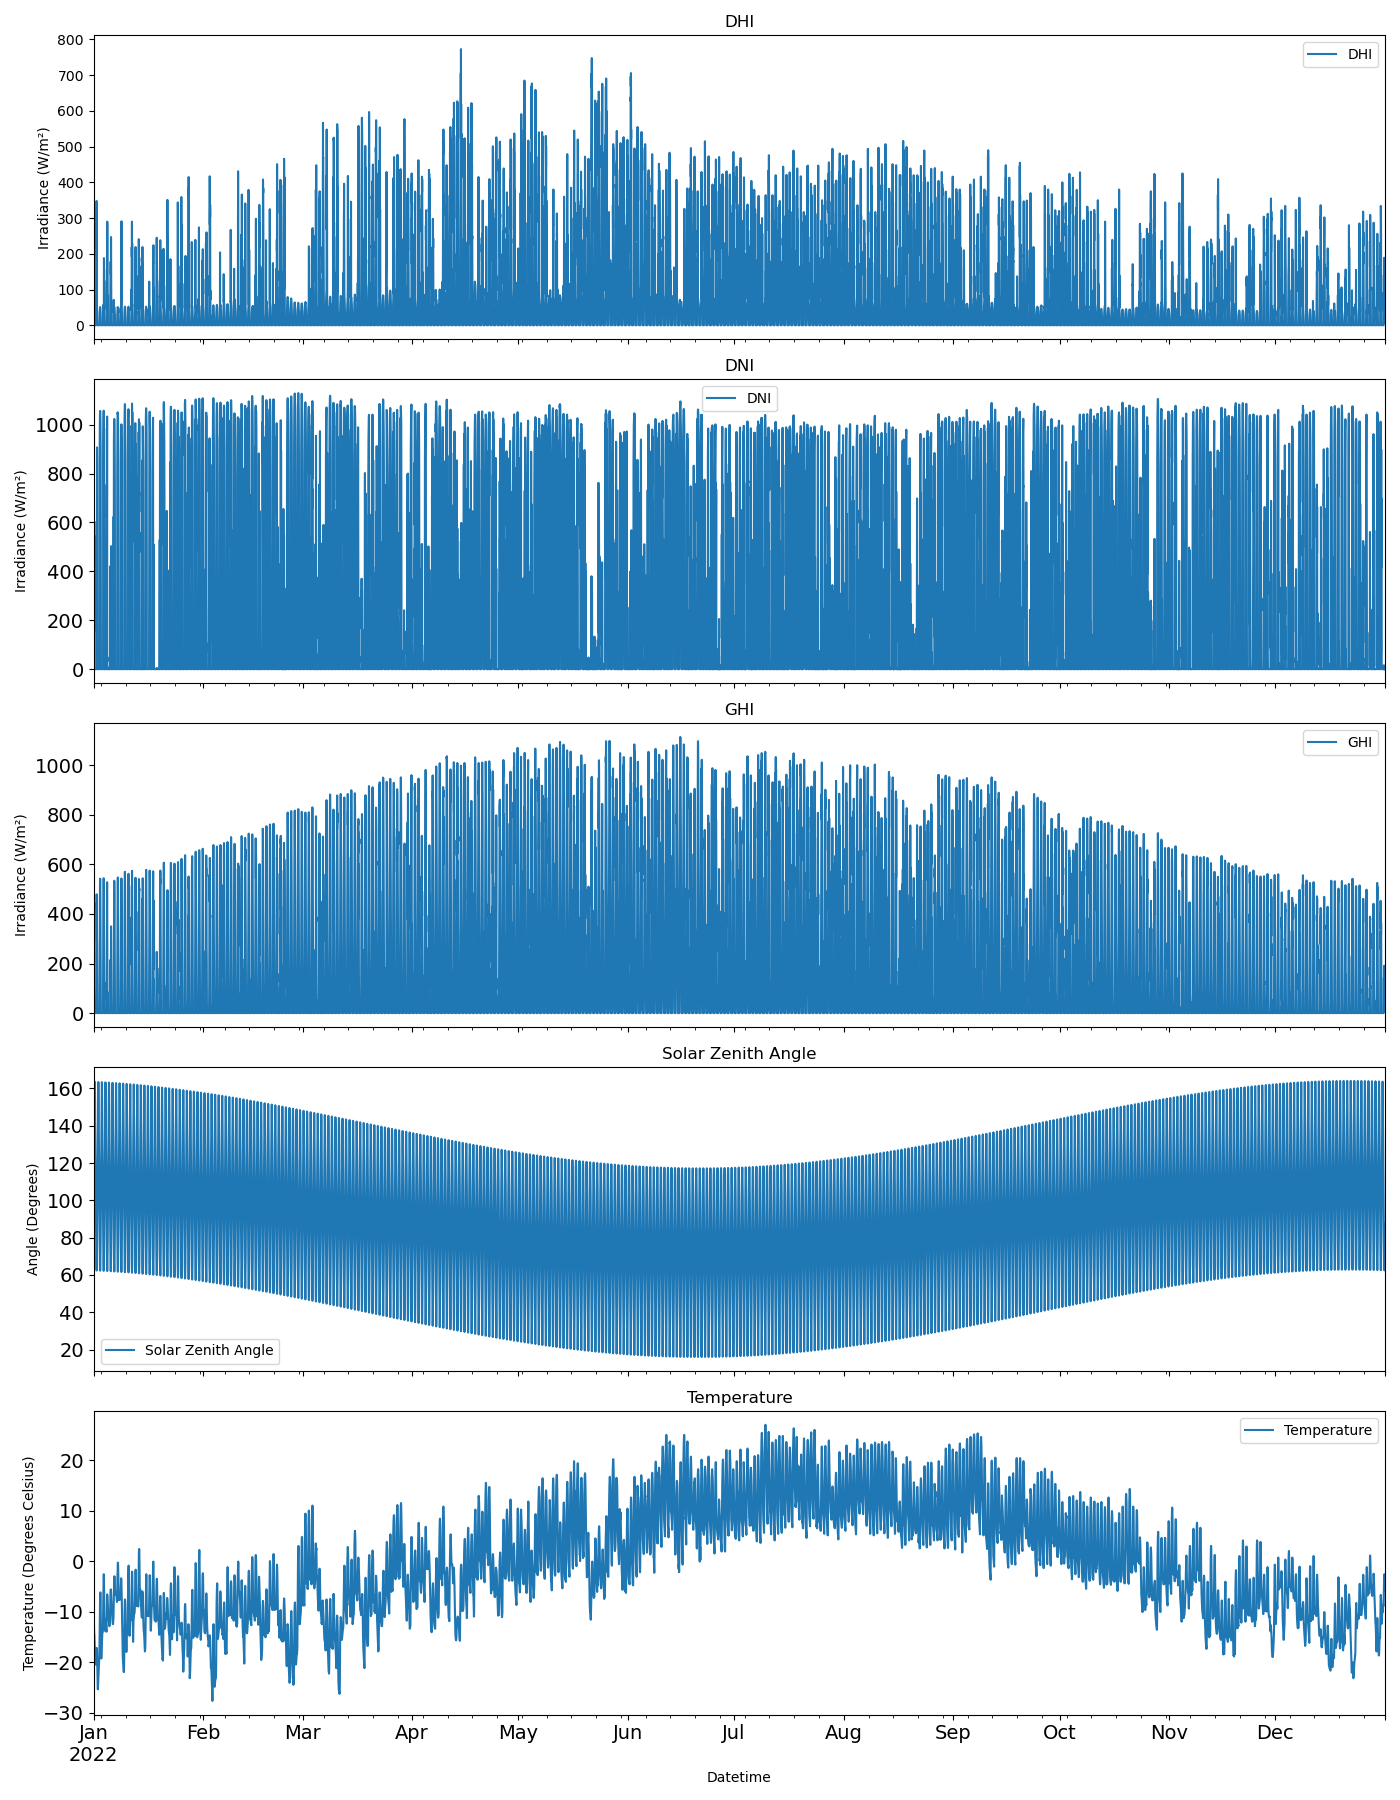 DHI
800
700
600
500
400
300
200
100
0
Irradiance (W/m²)
DHI
DNI
1000
800
600
400
200
0
Irradiance (W/m²)
DNI
GHI
1000
800
600
400
200
0
Irradiance (W/m²)
GHI
Solar Zenith Angle
160
140
120
100
80
60
40
20
Angle (Degrees)
Solar Zenith Angle
Temperature
20
10
0
−10
−20
−30
Temperature (Degrees Celsius)
Temperature
Jan Feb Mar Apr May Jun Jul Aug Sep Oct Nov Dec
2022
Datetime